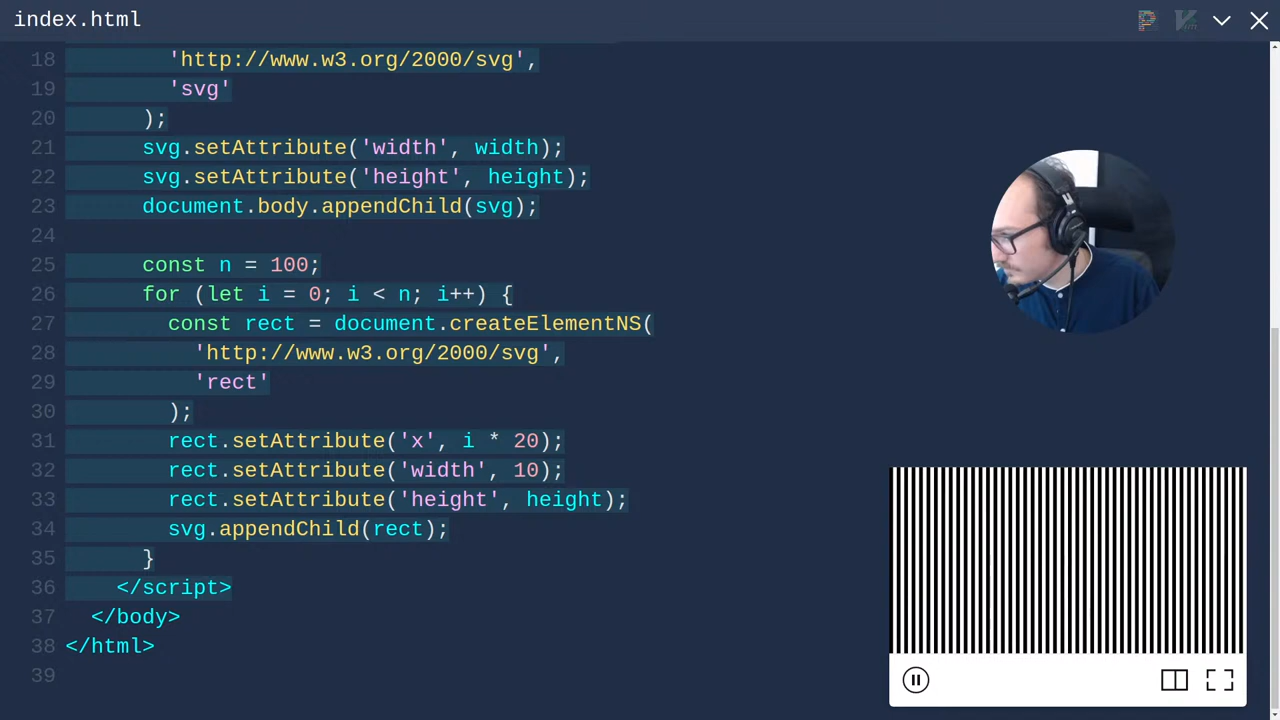 index.html
18 'http://www.w3.org/2000/svg',
19 'svg'
20 );
21 svg.setAttribute('width', width);
22 svg.setAttribute('height', height);
23 document.body.appendChild(svg);
24
25 const n = 100;
26 for (let i = 0; i < n; i++) {
27 const rect = document.createElementNS(
28 'http://www.w3.org/2000/svg',
29 'rect'
30 );
31 rect.setAttribute('x', i * 20);
32 rect.setAttribute('width', 10);
33 rect.setAttribute('height', height);
34 svg.appendChild(rect);
35 }
36 </script>
37 </body>
38 </html>
39